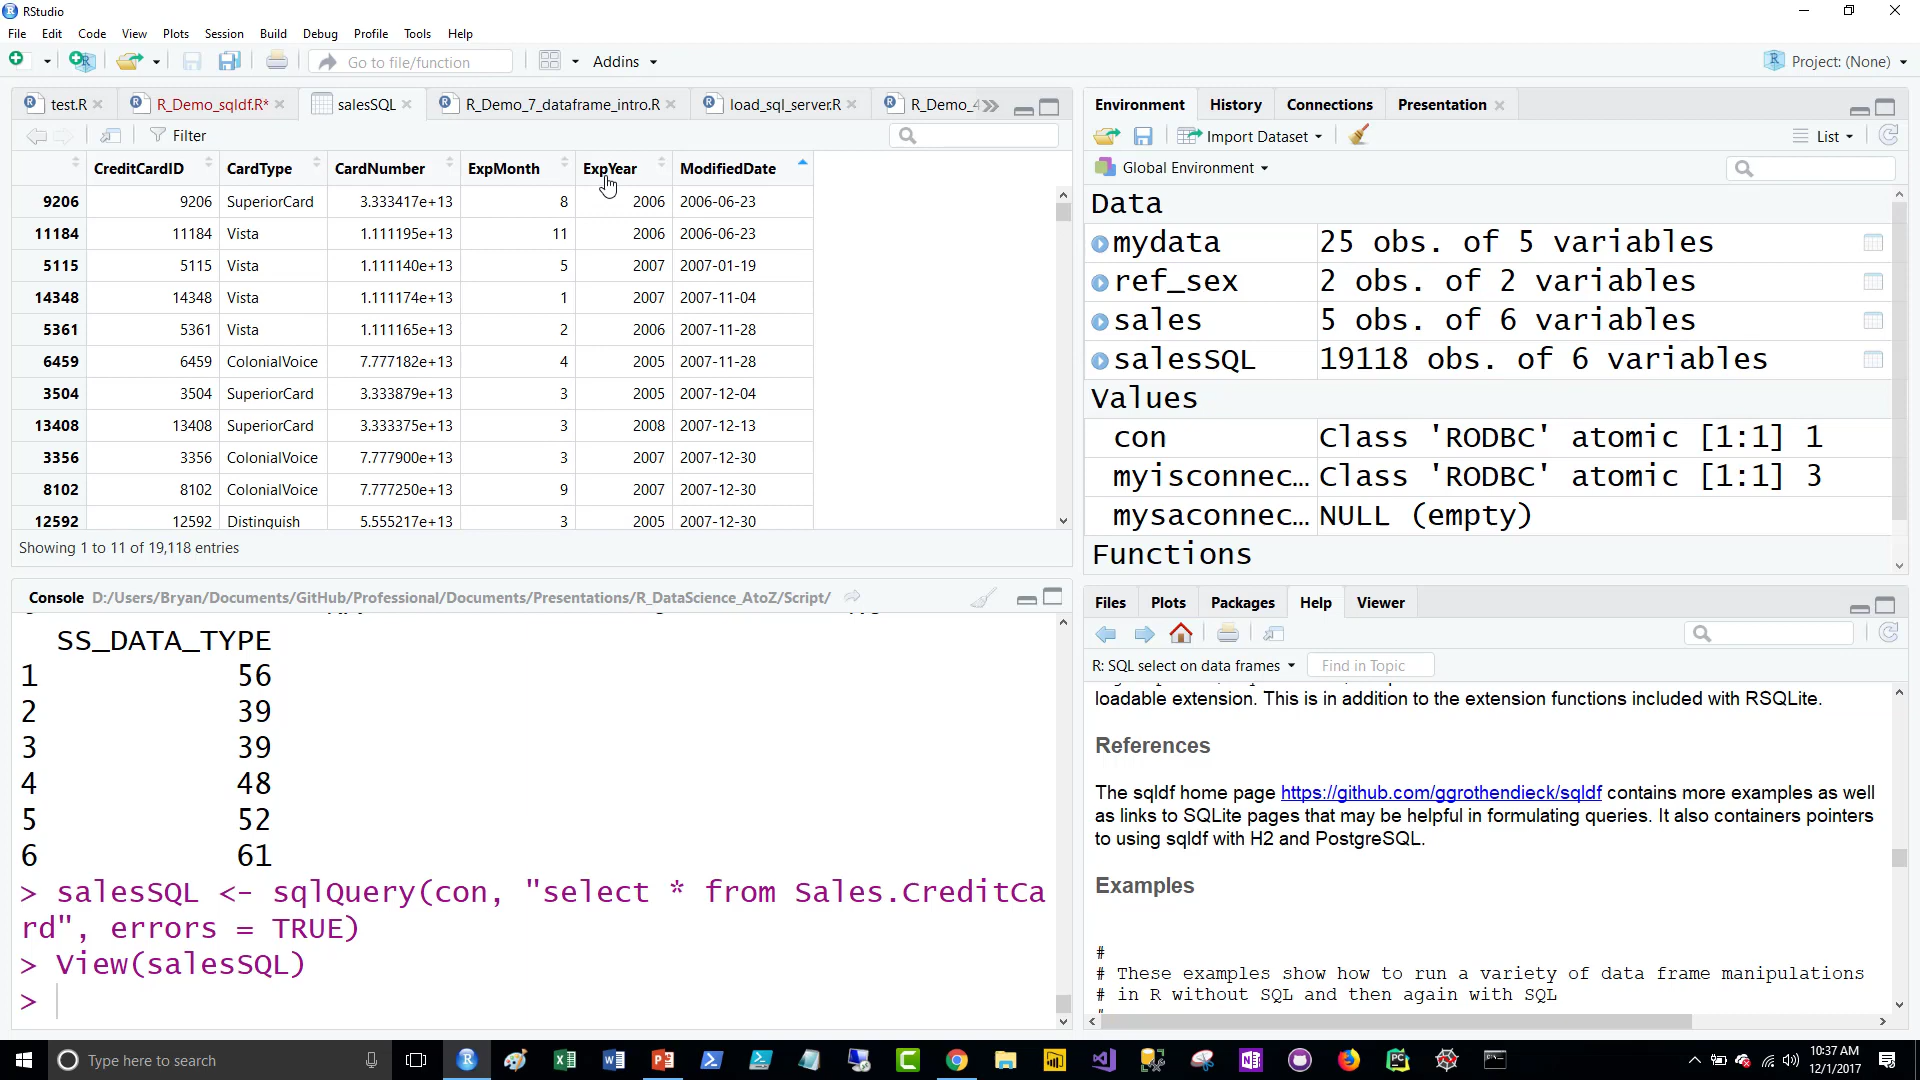 RStudio
File Edit Code View Plots Session Build Debug Profile Tools Help
Go to file/function Addins Project: (None)
test.R R_Demo_sqldf.R* salesSQL R_Demo_7_dataframe_intro.R load_sql_server.R R_Demo_4
Filter
CreditCardID CardType CardNumber ExpMonth ExpYear ModifiedDate
9206 9206 SuperiorCard 3.333417e+13 8 2006 2006-06-23
11184 11184 Vista 1.111195e+13 11 2006 2006-06-23
5115 5115 Vista 1.111140e+13 5 2007 2007-01-19
14348 14348 Vista 1.111174e+13 1 2007 2007-11-04
5361 5361 Vista 1.111165e+13 2 2006 2007-11-28
6459 6459 ColonialVoice 7.777182e+13 4 2005 2007-11-28
3504 3504 SuperiorCard 3.333879e+13 3 2005 2007-12-04
13408 13408 SuperiorCard 3.333375e+13 3 2008 2007-12-13
3356 3356 ColonialVoice 7.777900e+13 3 2007 2007-12-30
8102 8102 ColonialVoice 7.777250e+13 9 2007 2007-12-30
12592 12592 Distinguish 5.555217e+13 3 2005 2007-12-30
Showing 1 to 11 of 19,118 entries
Console D:/Users/Bryan/Documents/GitHub/Professional/Documents/Presentations/R_DataScience_AtoZ/Script/
SS_DATA_TYPE
1 56
2 39
3 39
4 48
5 52
6 61
> salesSQL <- sqlQuery(con, "select * from Sales.CreditCa
rd", errors = TRUE)
> View(salesSQL)
>
Environment History Connections Presentation
Import Dataset List
Global Environment
Data
mydata 25 obs. of 5 variables
ref_sex 2 obs. of 2 variables
sales 5 obs. of 6 variables
salesSQL 19118 obs. of 6 variables
Values
con Class 'RODBC' atomic [1:1] 1
myisconnec… Class 'RODBC' atomic [1:1] 3
mysaconnec… NULL (empty)
Functions
Files Plots Packages Help Viewer
R: SQL select on data frames Find in Topic
loadable extension. This is in addition to the extension functions included with RSQLite.
References
The sqldf home page https://github.com/ggrothendieck/sqldf contains more examples as well
as links to SQLite pages that may be helpful in formulating queries. It also containers pointers
to using sqldf with H2 and PostgreSQL.
Examples
#
# These examples show how to run a variety of data frame manipulations
# in R without SQL and then again with SQL
Type here to search
10:37 AM
12/1/2017